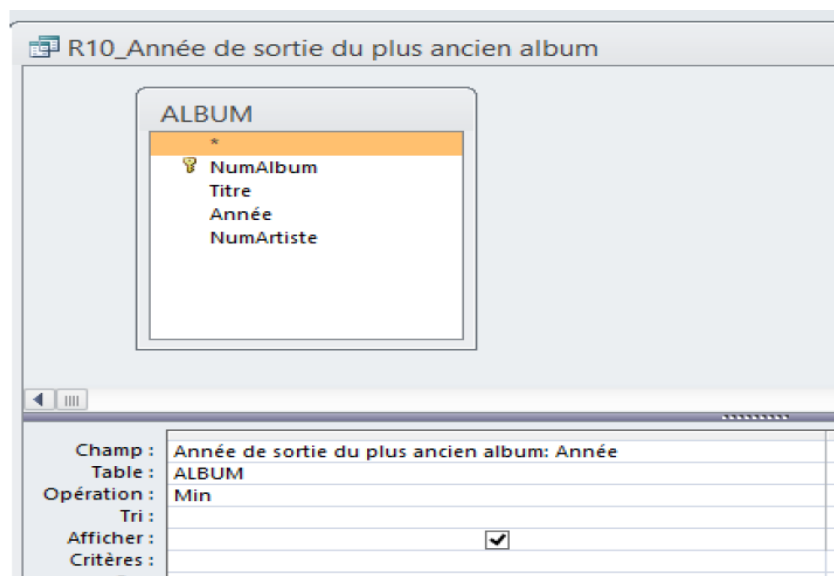 R10_Année de sortie du plus ancien album
ALBUM
*
NumAlbum
Titre
Année
NumArtiste
Champ : Année de sortie du plus ancien album: Année
Table : ALBUM
Opération : Min
Tri :
Afficher :
Critères :